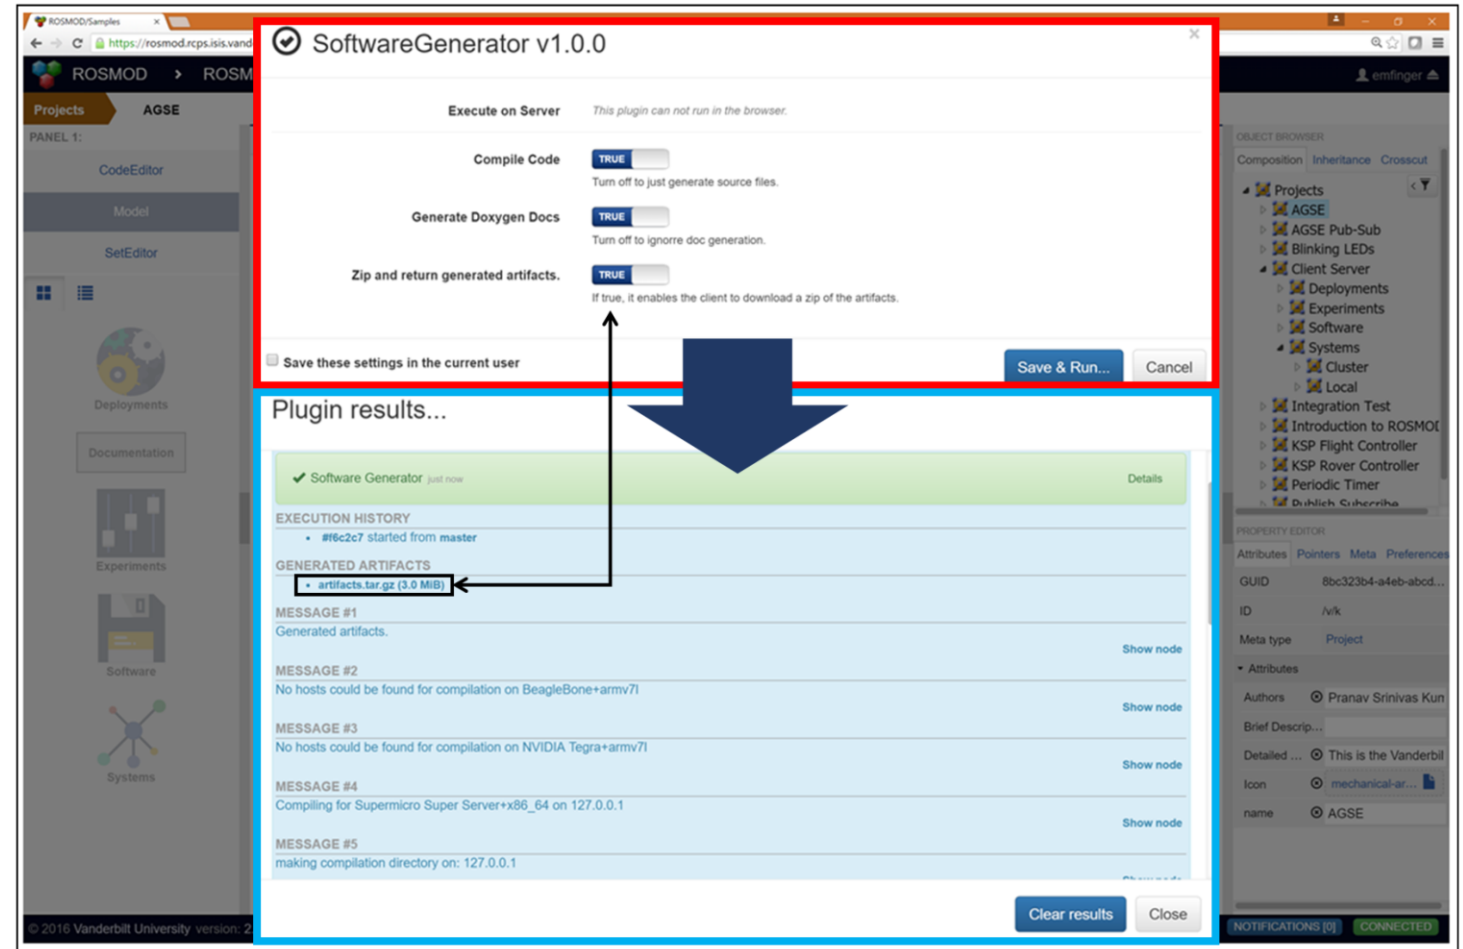 ROSMOD/Samples
https://rosmod.rcps.isis.vand
ROSMOD > ROSM
emfinger
Projects AGSE
PANEL 1:
CodeEditor
Model
SetEditor
Deployments
Documentation
Experiments
Software
Systems
© 2016 Vanderbilt University version: 2
SoftwareGenerator v1.0.0
×
Execute on Server This plugin can not run in the browser.
Compile Code TRUE
Turn off to just generate source files.
Generate Doxygen Docs TRUE
Turn off to ignorre doc generation.
Zip and return generated artifacts. TRUE
If true, it enables the client to download a zip of the artifacts.
Save these settings in the current user Save & Run... Cancel
Plugin results...
Software Generator just now Details
EXECUTION HISTORY
• #f6c2c7 started from master
GENERATED ARTIFACTS
• artifacts.tar.gz (3.0 MiB)
MESSAGE #1
Generated artifacts.
Show node
MESSAGE #2
No hosts could be found for compilation on BeagleBone+armv7l
Show node
MESSAGE #3
No hosts could be found for compilation on NVIDIA Tegra+armv7l
Show node
MESSAGE #4
Compiling for Supermicro Super Server+x86_64 on 127.0.0.1
Show node
MESSAGE #5
making compilation directory on: 127.0.0.1
Show node
Clear results Close
OBJECT BROWSER
Composition Inheritance Crosscut
Projects
AGSE
AGSE Pub-Sub
Blinking LEDs
Client Server
Deployments
Experiments
Software
Systems
Cluster
Local
Integration Test
Introduction to ROSMOD
KSP Flight Controller
KSP Rover Controller
Periodic Timer
Publish Subscribe
PROPERTY EDITOR
Attributes Pointers Meta Preferences
GUID 8bc323b4-a4eb-abcd...
ID /v/k
Meta type Project
Attributes
Authors Pranav Srinivas Kum
Brief Descrip...
Detailed ... This is the Vanderbil
Icon mechanical-ar...
name AGSE
NOTIFICATIONS [0] CONNECTED